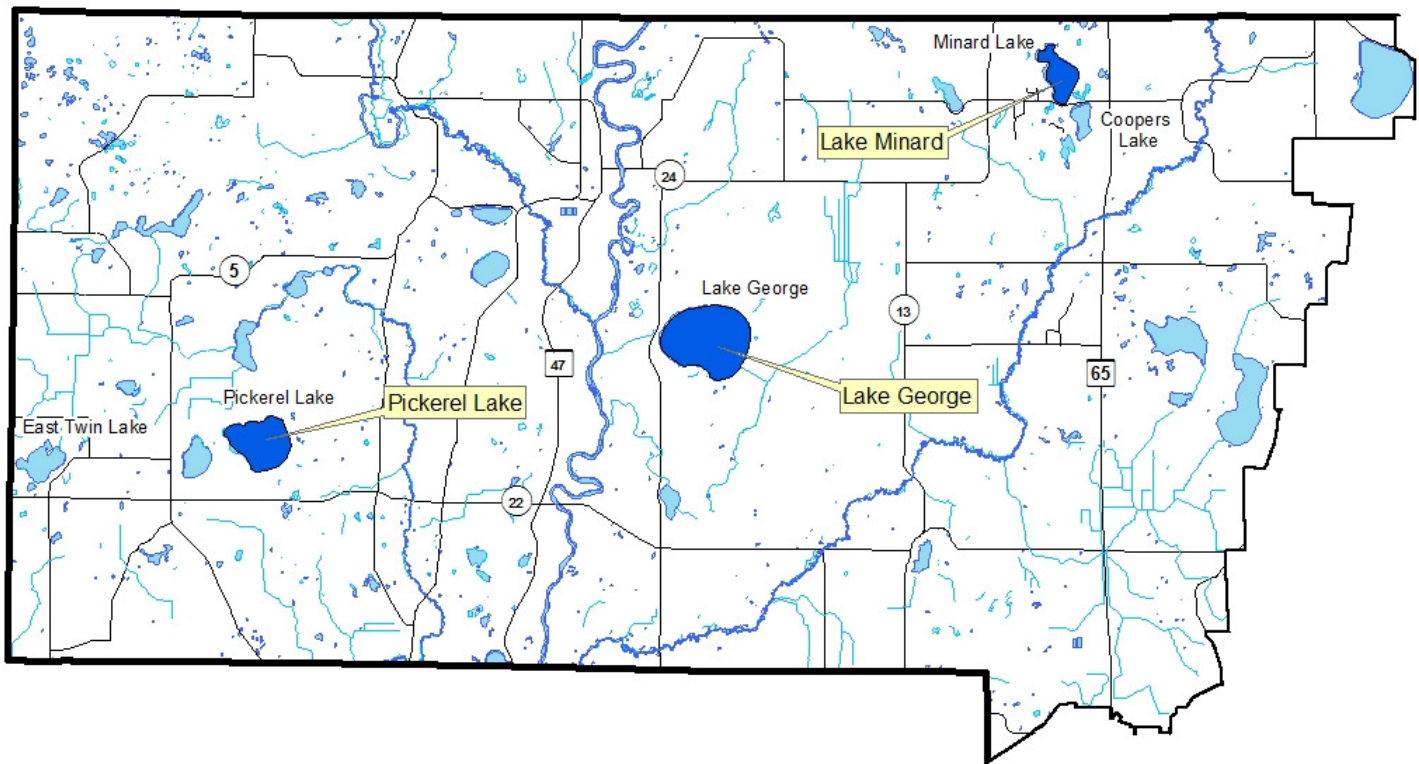 Minard Lake
Lake Minard
Coopers
Lake
24
5
Lake George
13
47
65
Pickerel Lake
Pickerel Lake
Lake George
East Twin Lake
22